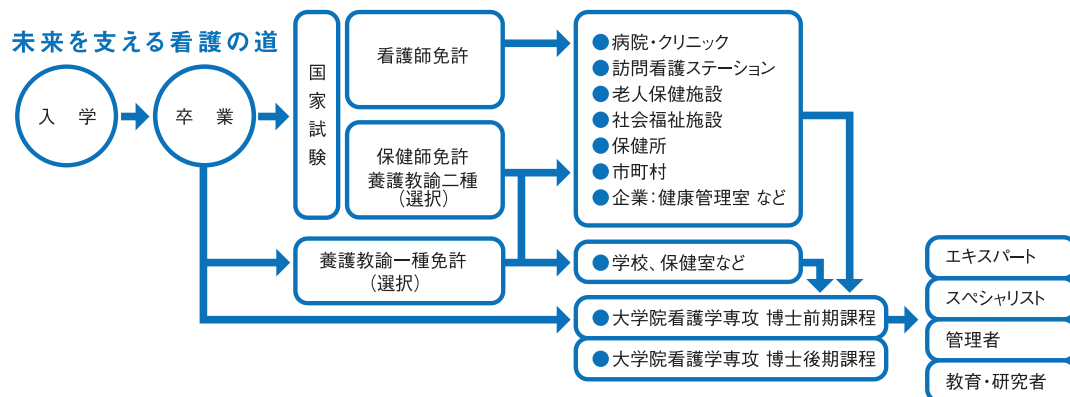 未来を支える看護の道
入 学
卒 業
国家試験
看護師免許
保健師免許
養護教諭二種
(選択)
養護教諭一種免許
(選択)
●病院・クリニック
●訪問看護ステーション
●老人保健施設
●社会福祉施設
●保健所
●市町村
●企業:健康管理室 など
●学校、保健室など
●大学院看護学専攻 博士前期課程
●大学院看護学専攻 博士後期課程
エキスパート
スペシャリスト
管理者
教育・研究者